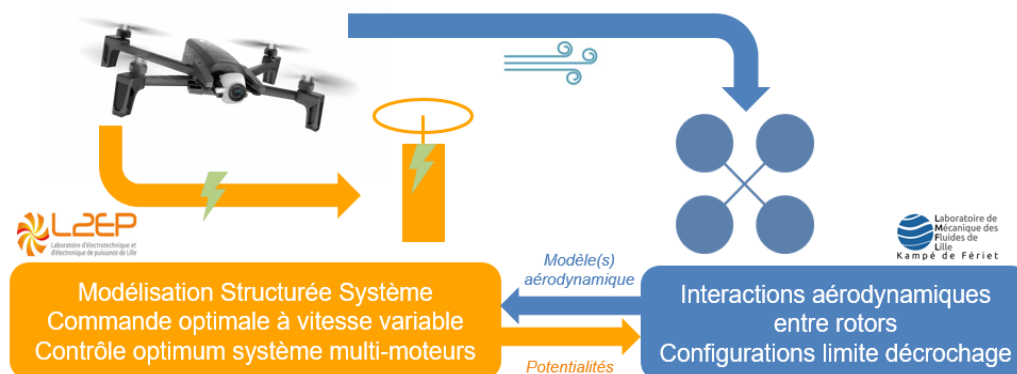 L2EP
Laboratoire d'électrotechnique et
d'électronique de puissance de Lille
Laboratoire de
Mécanique des
Fluides de
Lille
Kampé de Fériet
Modèle(s)
aérodynamique
Modélisation Structurée Système
Commande optimale à vitesse variable
Contrôle optimum système multi-moteurs
Interactions aérodynamiques
entre rotors
Configurations limite décrochage
Potentialités